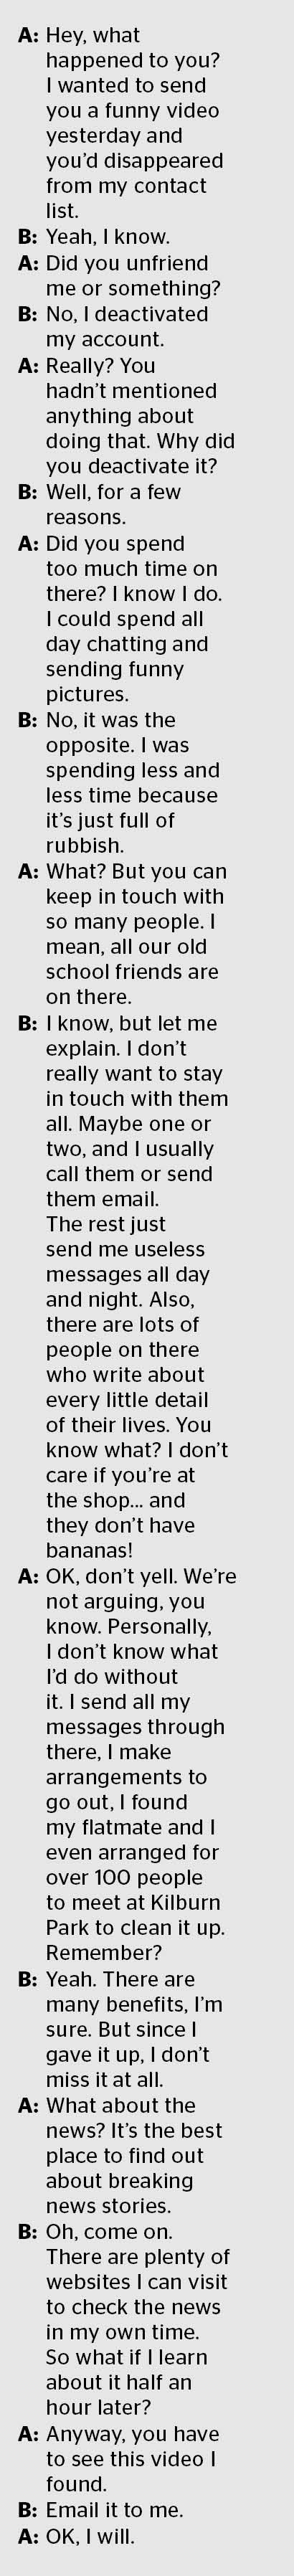 A: Hey, what
happened to you?
I wanted to send
you a funny video
yesterday and
you’d disappeared
from my contact
list.
B: Yeah, I know.
A: Did you unfriend
me or something?
B: No, I deactivated
my account.
A: Really? You
hadn’t mentioned
anything about
doing that. Why did
you deactivate it?
B: Well, for a few
reasons.
A: Did you spend
too much time on
there? I know I do.
I could spend all
day chatting and
sending funny
pictures.
B: No, it was the
opposite. I was
spending less and
less time because
it’s just full of
rubbish.
A: What? But you can
keep in touch with
so many people. I
mean, all our old
school friends are
on there.
B: I know, but let me
explain. I don’t
really want to stay
in touch with them
all. Maybe one or
two, and I usually
call them or send
them email.
The rest just
send me useless
messages all day
and night. Also,
there are lots of
people on there
who write about
every little detail
of their lives. You
know what? I don’t
care if you’re at
the shop... and
they don’t have
bananas!
A: OK, don’t yell. We’re
not arguing, you
know. Personally,
I don’t know what
I’d do without
it. I send all my
messages through
there, I make
arrangements to
go out, I found
my flatmate and I
even arranged for
over 100 people
to meet at Kilburn
Park to clean it up.
Remember?
B: Yeah. There are
many benefits, I’m
sure. But since I
gave it up, I don’t
miss it at all.
A: What about the
news? It’s the best
place to find out
about breaking
news stories.
B: Oh, come on.
There are plenty of
websites I can visit
to check the news
in my own time.
So what if I learn
about it half an
hour later?
A: Anyway, you have
to see this video I
found.
B: Email it to me.
A: OK, I will.